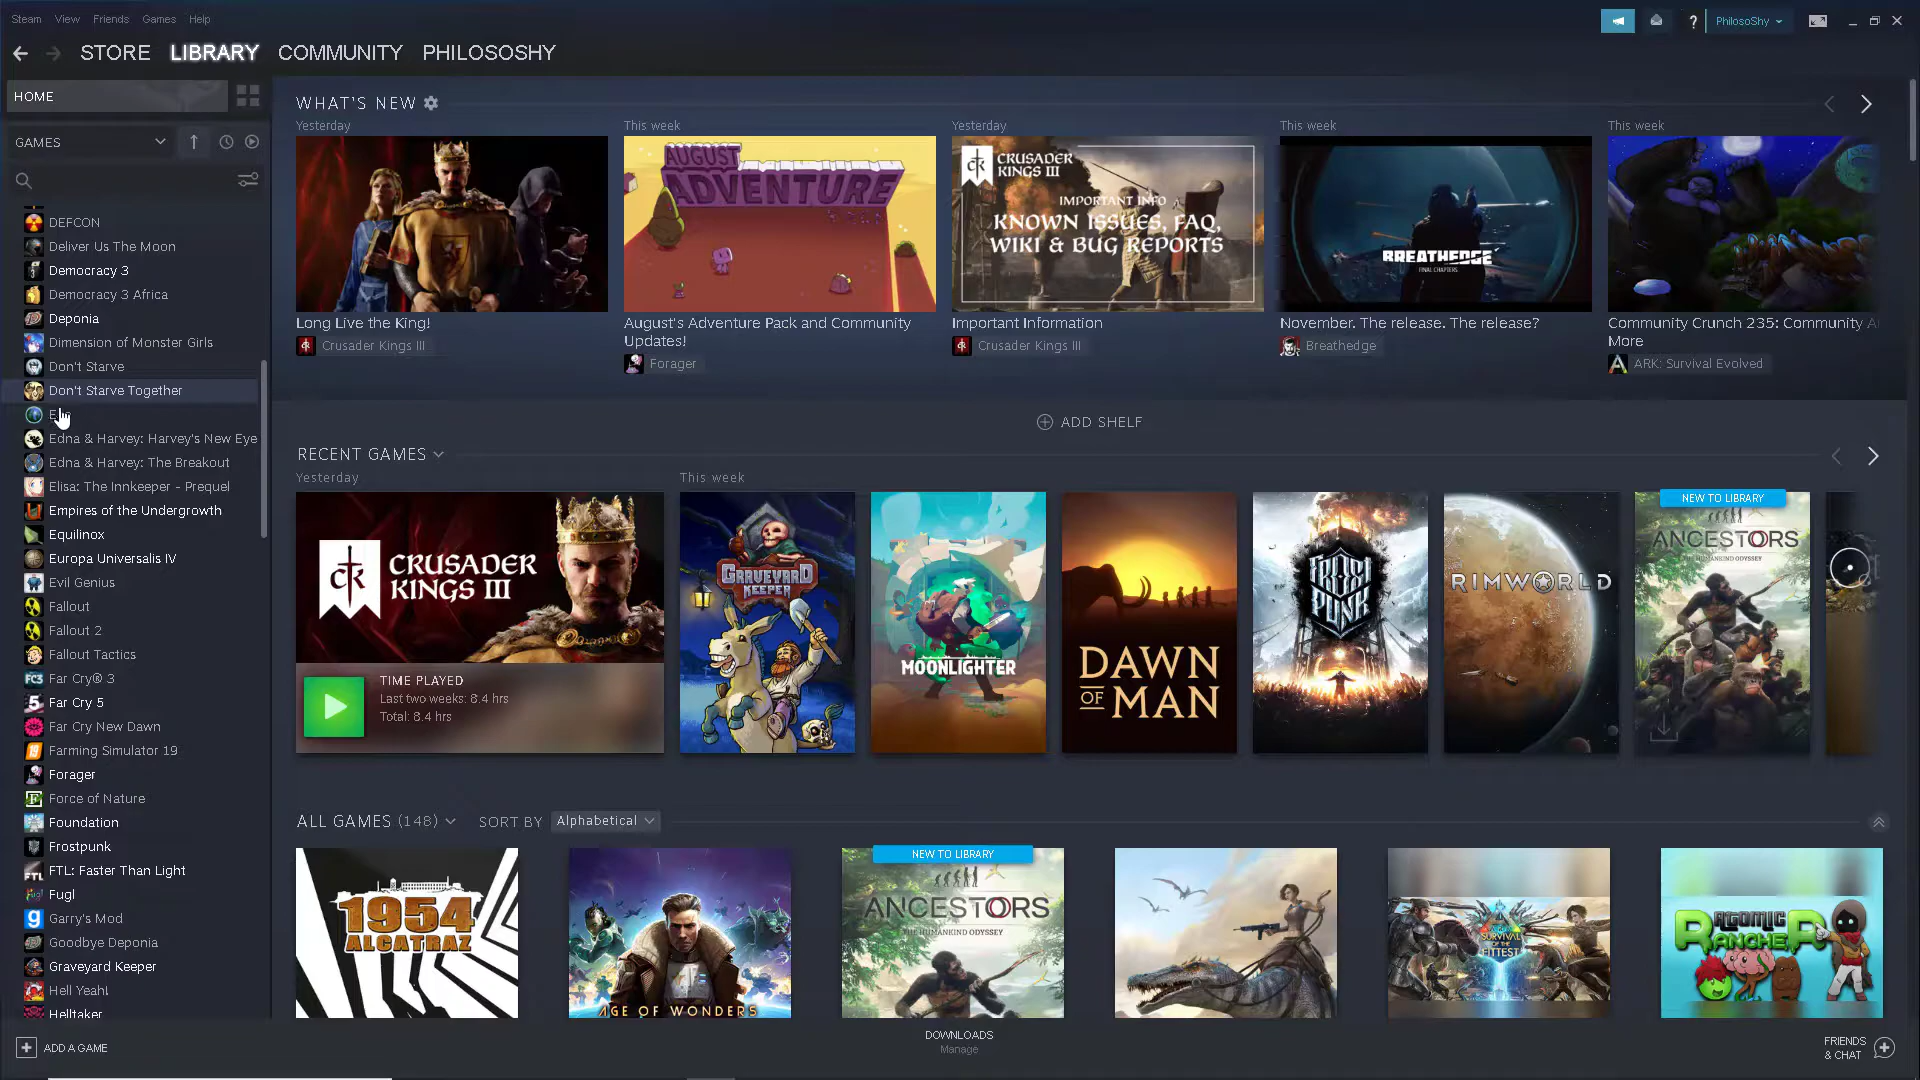 Steam View Friends Games Help
PhilosoShy
STORE LIBRARY COMMUNITY PHILOSOSHY
HOME
GAMES
DEFCON
Deliver Us The Moon
Democracy 3
Democracy 3 Africa
Deponia
Dimension of Monster Girls
Don't Starve
Don't Starve Together
Edna & Harvey: Harvey's New Eye
Edna & Harvey: The Breakout
Elisa: The Innkeeper - Prequel
Empires of the Undergrowth
Equilinox
Europa Universalis IV
Evil Genius
Fallout
Fallout 2
Fallout Tactics
Far Cry® 3
Far Cry 5
Far Cry New Dawn
Farming Simulator 19
Forager
Force of Nature
Foundation
Frostpunk
FTL: Faster Than Light
Fugl
Garry's Mod
Goodbye Deponia
Graveyard Keeper
Hell Yeah!
Helltaker
ADD A GAME
WHAT'S NEW
Yesterday
Long Live the King!
Crusader Kings III
This week
AUGUST
ADVENTURE
August's Adventure Pack and Community
Updates!
Forager
Yesterday
CRUSADER
KINGS III
IMPORTANT INFO
KNOWN ISSUES, FAQ,
WIKI & BUG REPORTS
Important Information
Crusader Kings III
This week
BREATHEDGE
FINAL CHAPTERS
November. The release. The release?
Breathedge
This week
Community Crunch 235: Community A
More
ARK: Survival Evolved
ADD SHELF
RECENT GAMES
Yesterday
CRUSADER
KINGS III
TIME PLAYED
Last two weeks: 8.4 hrs
Total: 8.4 hrs
This week
GRAVEYARD
KEEPER
MOONLIGHTER
DAWN
OF MAN
FROST
PUNK
RIMWORLD
NEW TO LIBRARY
ANCESTORS
THE HUMANKIND ODYSSEY
ALL GAMES (148) SORT BY Alphabetical
1954
ALCATRAZ
AGE OF WONDERS
NEW TO LIBRARY
ANCESTORS
THE HUMANKIND ODYSSEY
SURVIVAL
OF THE
FITTEST
ATOMIC
RANCHER
DOWNLOADS
Manage
FRIENDS
& CHAT